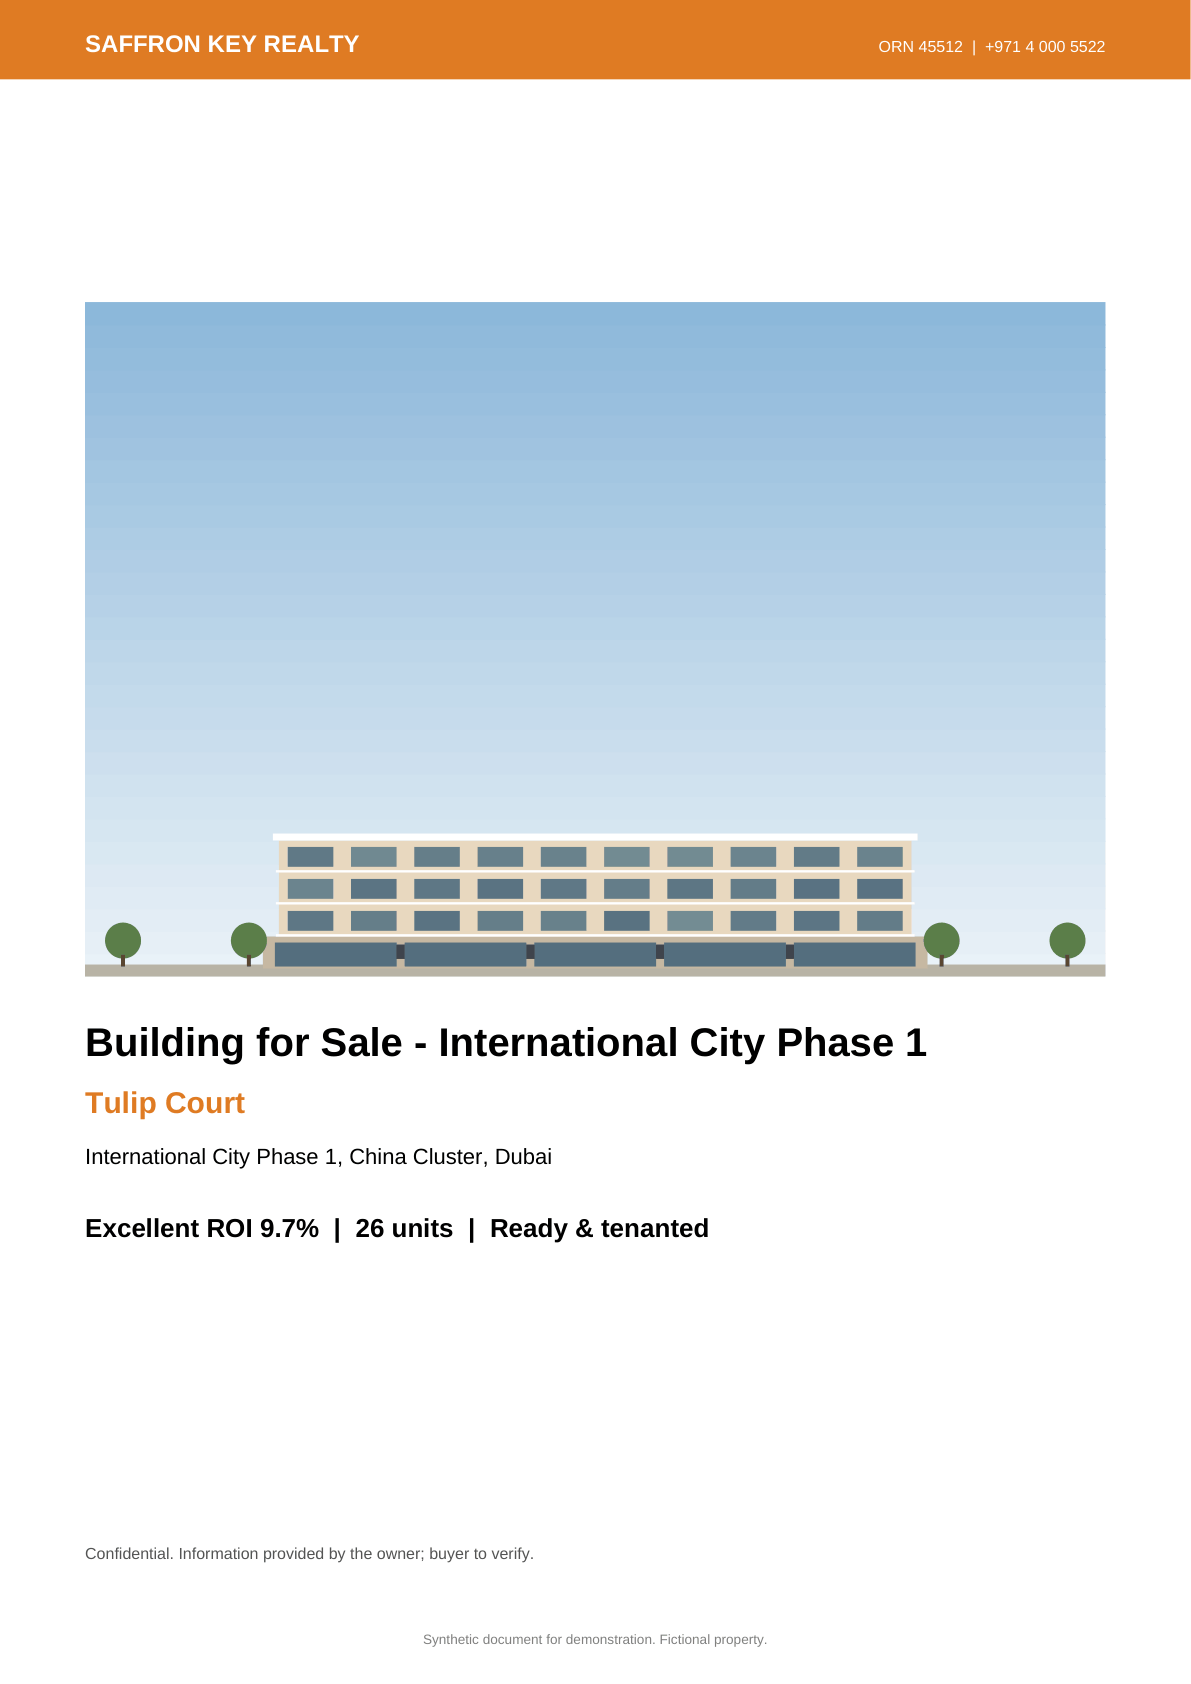 SAFFRON KEY REALTY
ORN 45512 | +971 4 000 5522
Building for Sale - International City Phase 1
Tulip Court
International City Phase 1, China Cluster, Dubai
Excellent ROI 9.7% | 26 units | Ready & tenanted
Confidential. Information provided by the owner; buyer to verify.
Synthetic document for demonstration. Fictional property.